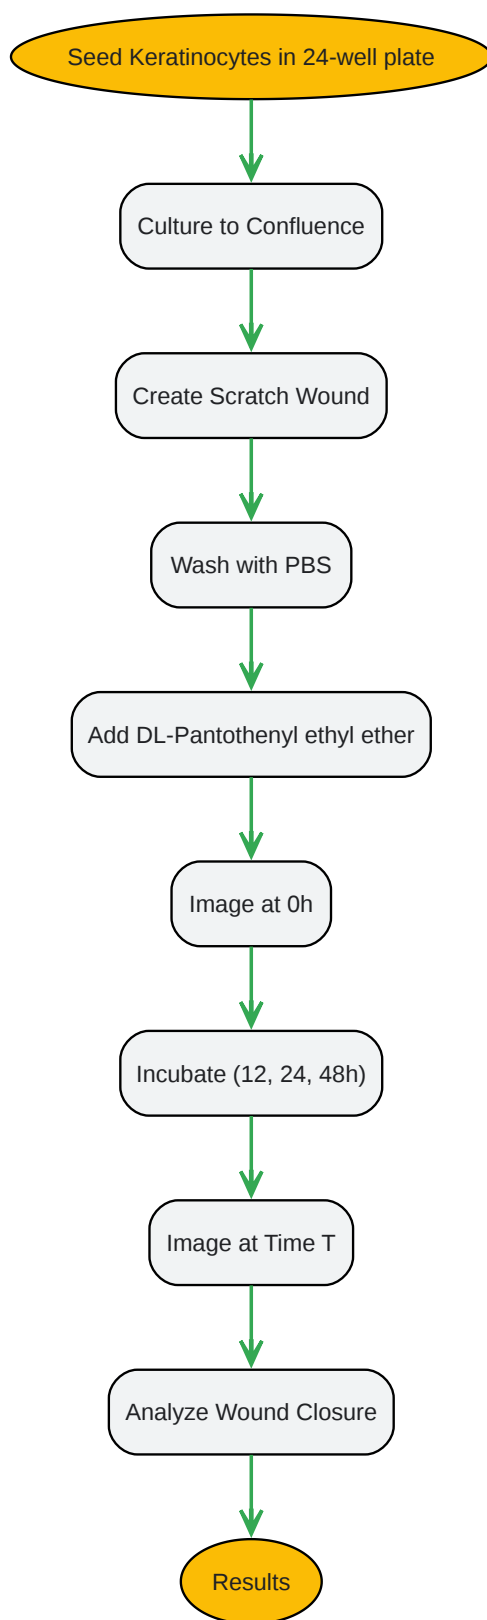 Seed Keratinocytes in 24-well plate
Culture to Confluence
Create Scratch Wound
Wash with PBS
Add DL-Pantothenyl ethyl ether
Image at 0h
Incubate (12, 24, 48h)
Image at Time T
Analyze Wound Closure
Results